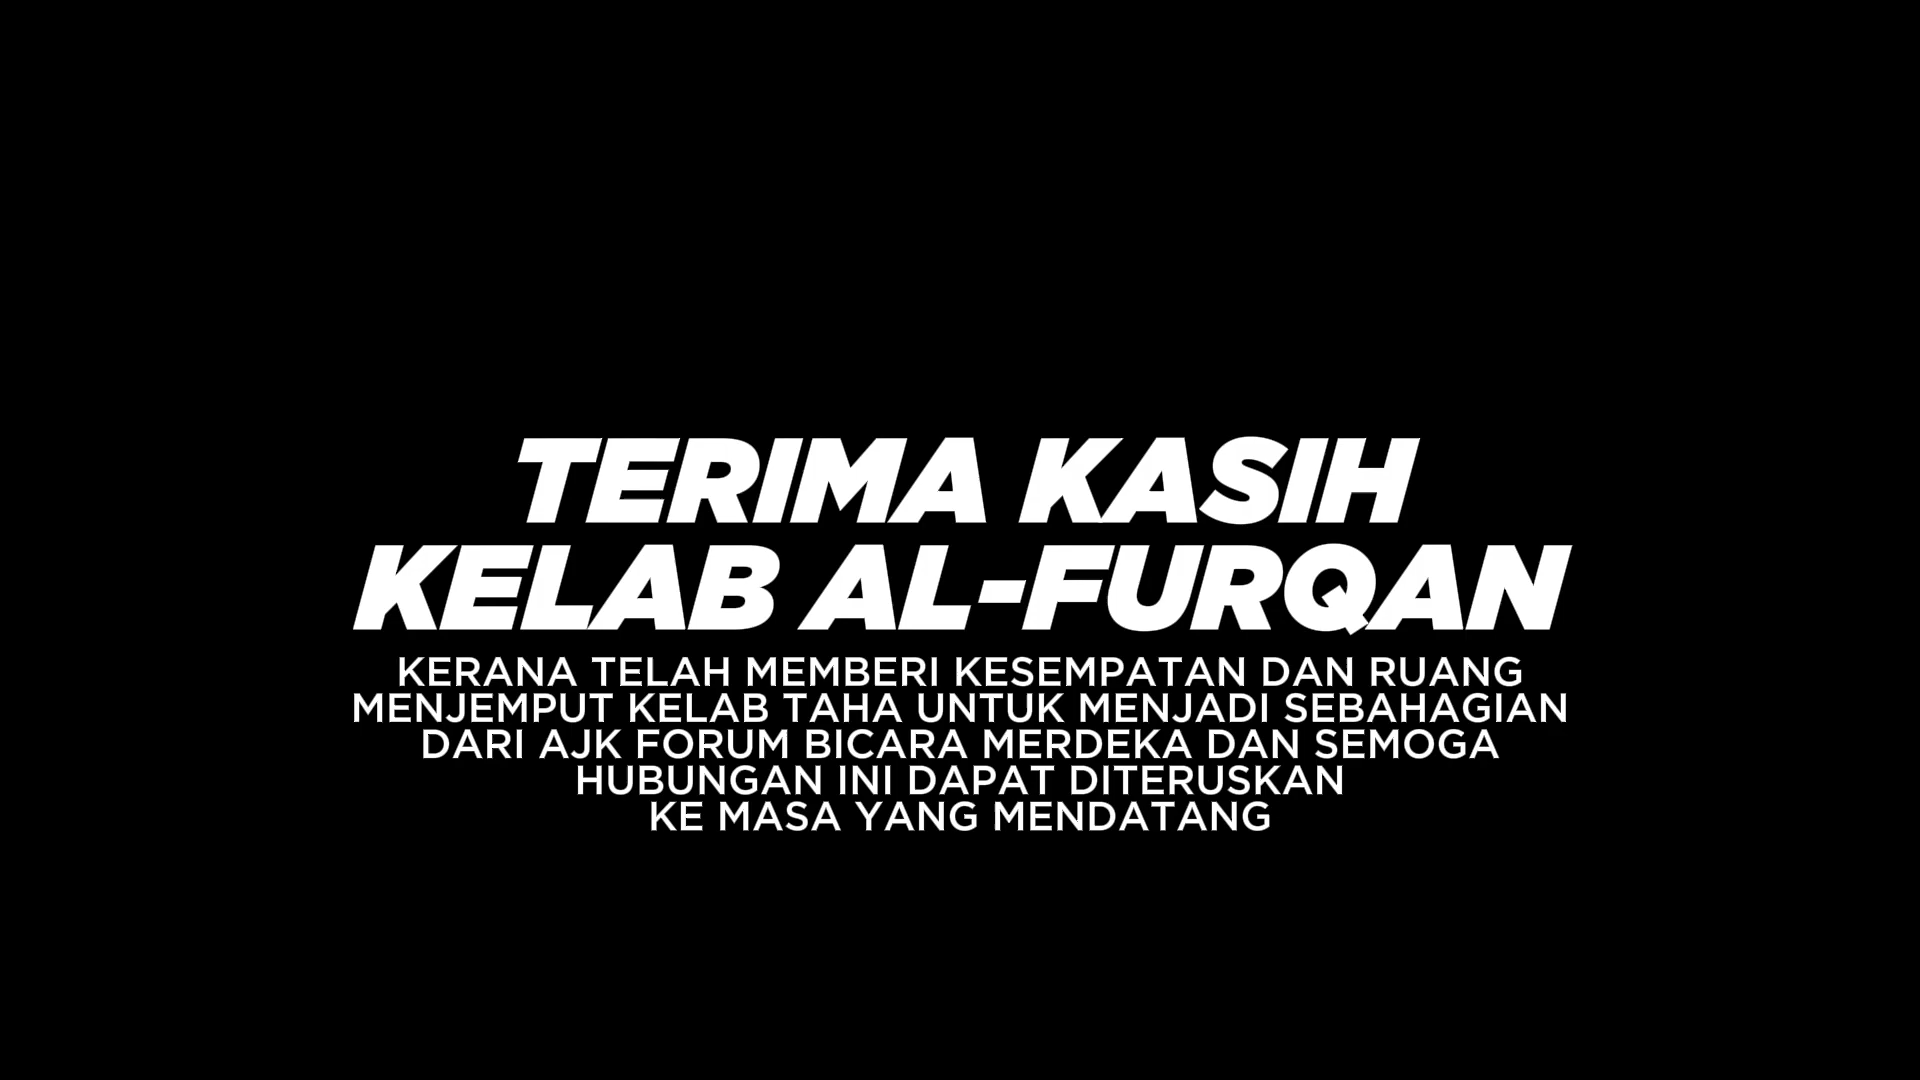 TERIMA KASIH
KELAB AL-FURQAN
KERANA TELAH MEMBERI KESEMPATAN DAN RUANG
MENJEMPUT KELAB TAHA UNTUK MENJADI SEBAHAGIAN
DARI AJK FORUM BICARA MERDEKA DAN SEMOGA
HUBUNGAN INI DAPAT DITERUSKAN
KE MASA YANG MENDATANG